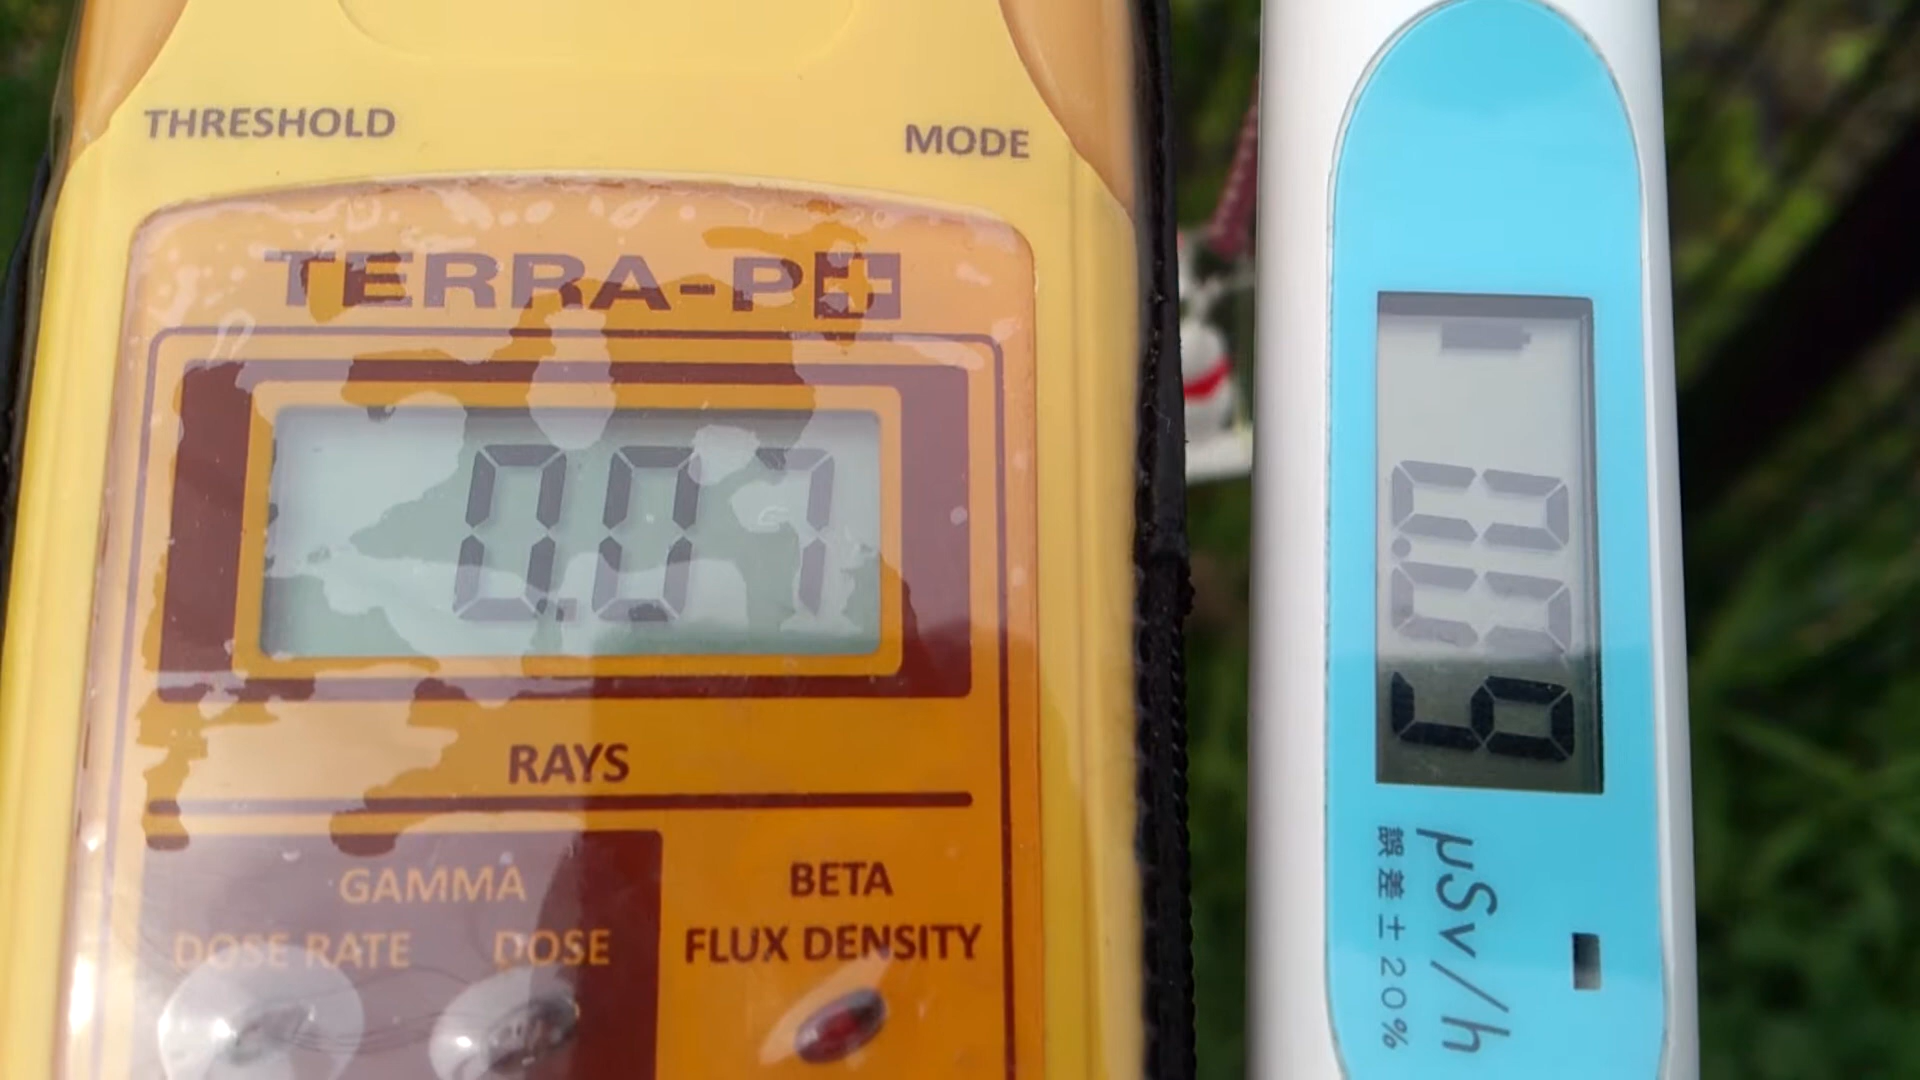 THRESHOLD
MODE
TERRA-P+
0.07
RAYS
GAMMA
DOSE RATE
DOSE
BETA
FLUX DENSITY
0.09
μSv/h
誤差±20%